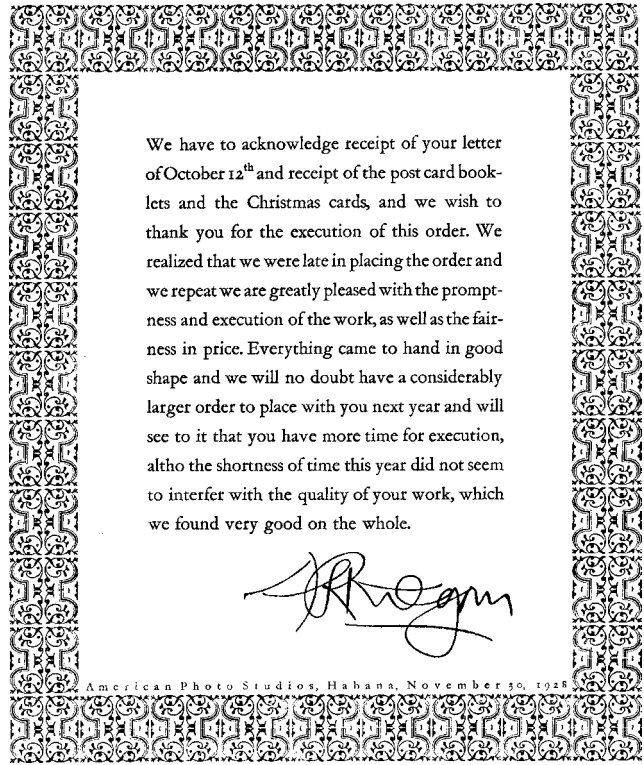 We have to acknowledge receipt of your letter
of October 12th and receipt of the post card book-
lets and the Christmas cards, and we wish to
thank you for the execution of this order. We
realized that we were late in placing the order and
we repeat we are greatly pleased with the prompt-
ness and execution of the work, as well as the fair-
ness in price. Everything came to hand in good
shape and we will no doubt have a considerably
larger order to place with you next year and will
see to it that you have more time for execution,
altho the shortness of time this year did not seem
to interfer with the quality of your work, which
we found very good on the whole.
American Photo Studios, Habana, November 30, 1928